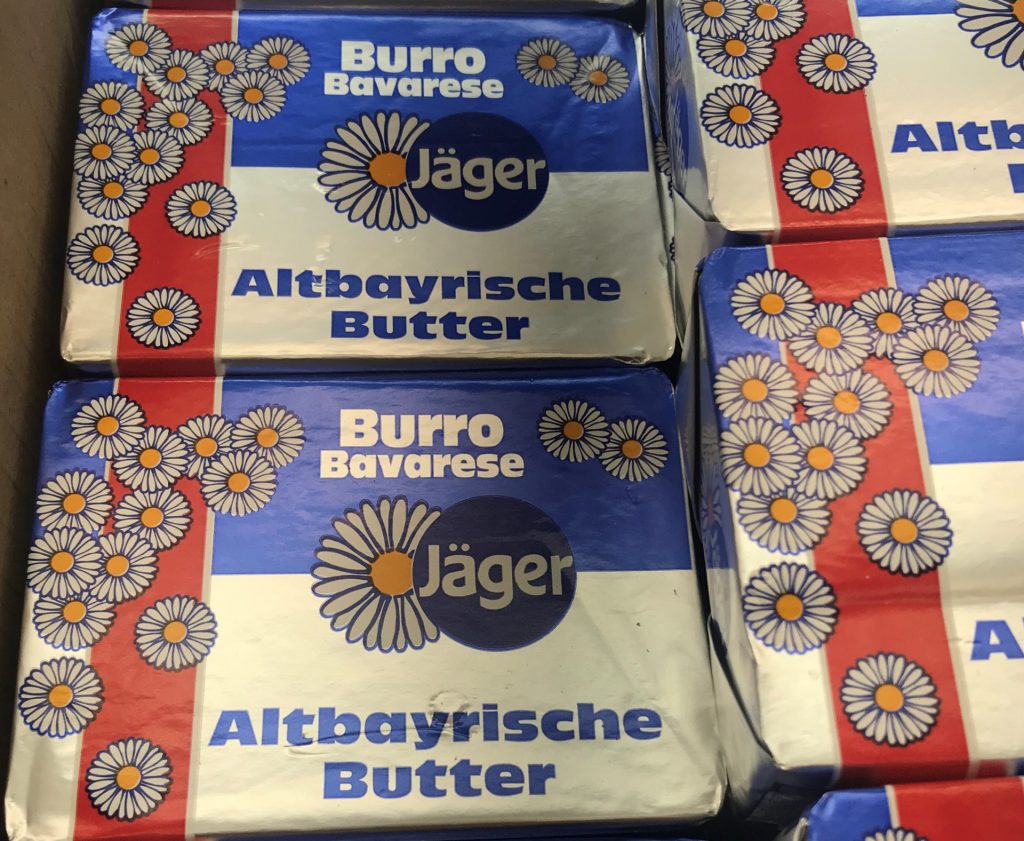 Burro
Bavarese
Jäger
Altbayrische
Butter
Burro
Bavarese
Jäger
Altbayrische
Butter